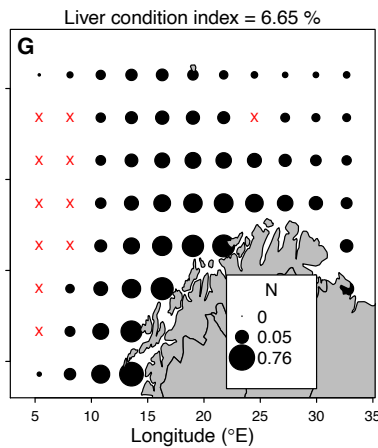 Liver condition index = 6.65 %
G
x
x x
x x
x x
x
x
x x
N
0
0.05
0.76
5 10 15 20 25 30 35
Longitude (°E)